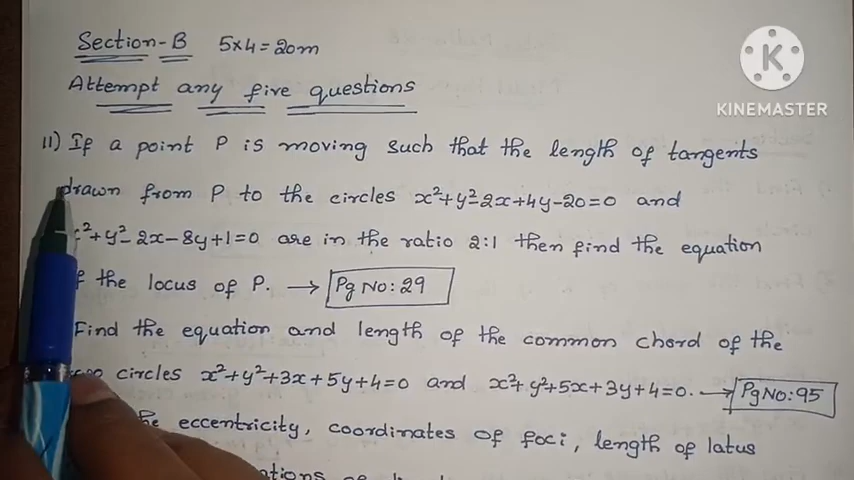 Section-B 5x4=20m
Attempt any five questions
11) If a point P is moving such that the length of tangents
drawn from P to the circles x²+y²-2x+4y-20=0 and
x²+y²-2x-8y+1=0 are in the ratio 2:1 then find the equation
the locus of P. → Pg No:29
Find the equation and length of the common chord of the
circles x²+y²+3x+5y+4=0 and x²+y²+5x+3y+4=0. → Pg No:95
eccentricity, coordinates of foci, length of latus
K
KINEMASTER